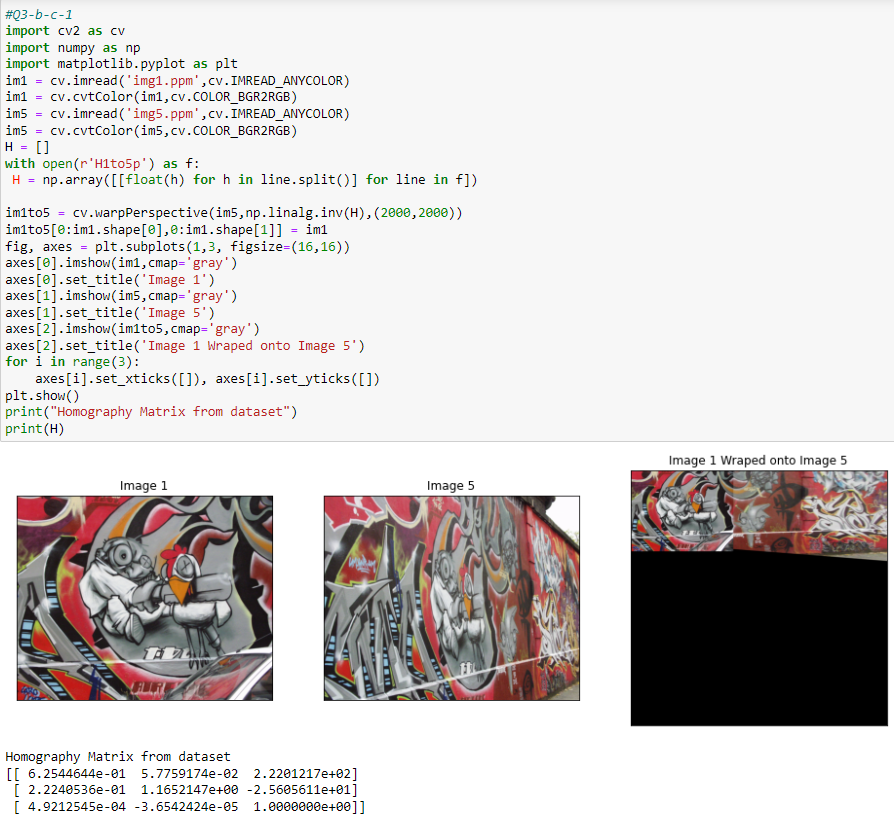 #Q3-b-c-1
import cv2 as cv
import numpy as np
import matplotlib.pyplot as plt
im1 = cv.imread('img1.ppm',cv.IMREAD_ANYCOLOR)
im1 = cv.cvtColor(im1,cv.COLOR_BGR2RGB)
im5 = cv.imread('img5.ppm',cv.IMREAD_ANYCOLOR)
im5 = cv.cvtColor(im5,cv.COLOR_BGR2RGB)
H = []
with open(r'H1to5p') as f:
 H = np.array([[float(h) for h in line.split()] for line in f])

im1to5 = cv.warpPerspective(im5,np.linalg.inv(H),(2000,2000))
im1to5[0:im1.shape[0],0:im1.shape[1]] = im1
fig, axes = plt.subplots(1,3, figsize=(16,16))
axes[0].imshow(im1,cmap='gray')
axes[0].set_title('Image 1')
axes[1].imshow(im5,cmap='gray')
axes[1].set_title('Image 5')
axes[2].imshow(im1to5,cmap='gray')
axes[2].set_title('Image 1 Wraped onto Image 5')
for i in range(3):
    axes[i].set_xticks([]), axes[i].set_yticks([])
plt.show()
print("Homography Matrix from dataset")
print(H)
Image 1
Image 5
Image 1 Wraped onto Image 5
Homography Matrix from dataset
[[ 6.2544644e-01  5.7759174e-02  2.2201217e+02]
 [ 2.2240536e-01  1.1652147e+00 -2.5605611e+01]
 [ 4.9212545e-04 -3.6542424e-05  1.0000000e+00]]